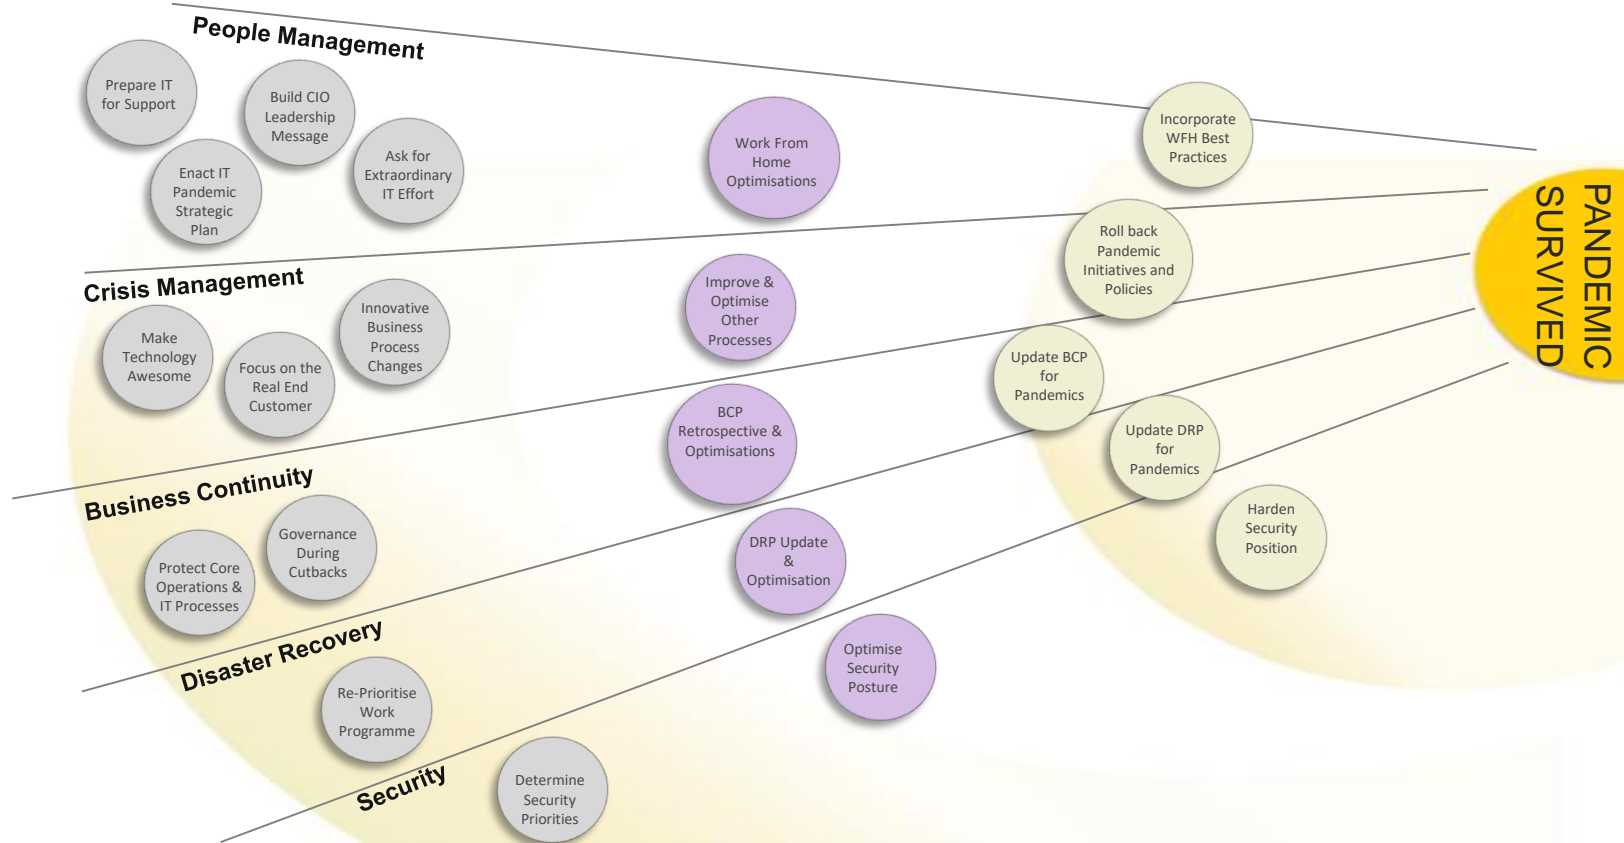 People Management
Prepare IT
for Support
Build CIO
Leadership
Message
Enact IT
Pandemic
Strategic
Plan
Ask for
Extraordinary
IT Effort
Work From
Home
Optimisations
Incorporate
WFH Best
Practices
Crisis Management
Make
Technology
Awesome
Focus on the
Real End
Customer
Innovative
Business
Process
Changes
Improve &
Optimise
Other
Processes
Roll back
Pandemic
Initiatives and
Policies
Business Continuity
Protect Core
Operations &
IT Processes
Governance
During
Cutbacks
BCP
Retrospective &
Optimisations
Update BCP
for
Pandemics
Disaster Recovery
Re-Prioritise
Work
Programme
DRP Update
&
Optimisation
Update DRP
for
Pandemics
Security
Determine
Security
Priorities
Optimise
Security
Posture
Harden
Security
Position
PANDEMIC
SURVIVED